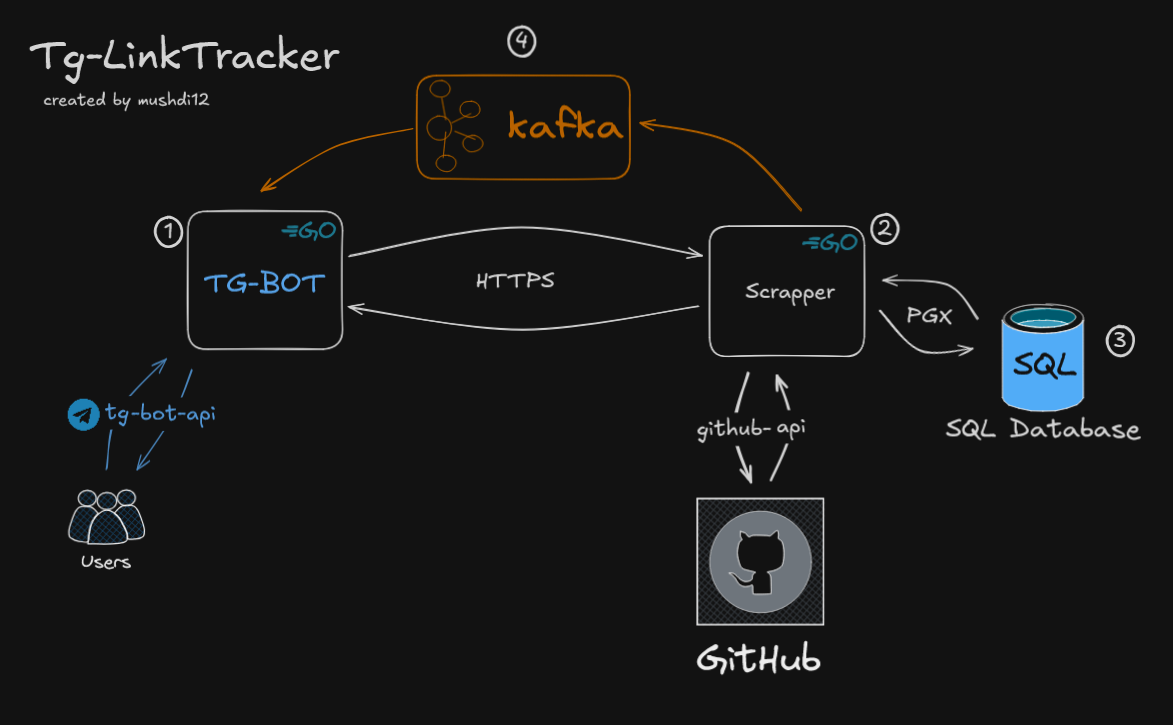 Tg-LinkTracker
created by mushdi12
4
kafka
1
GO
TG-BOT
HTTPS
2
GO
Scrapper
PGX
3
SQL
SQL Database
tg-bot-api
Users
github-api
GitHub